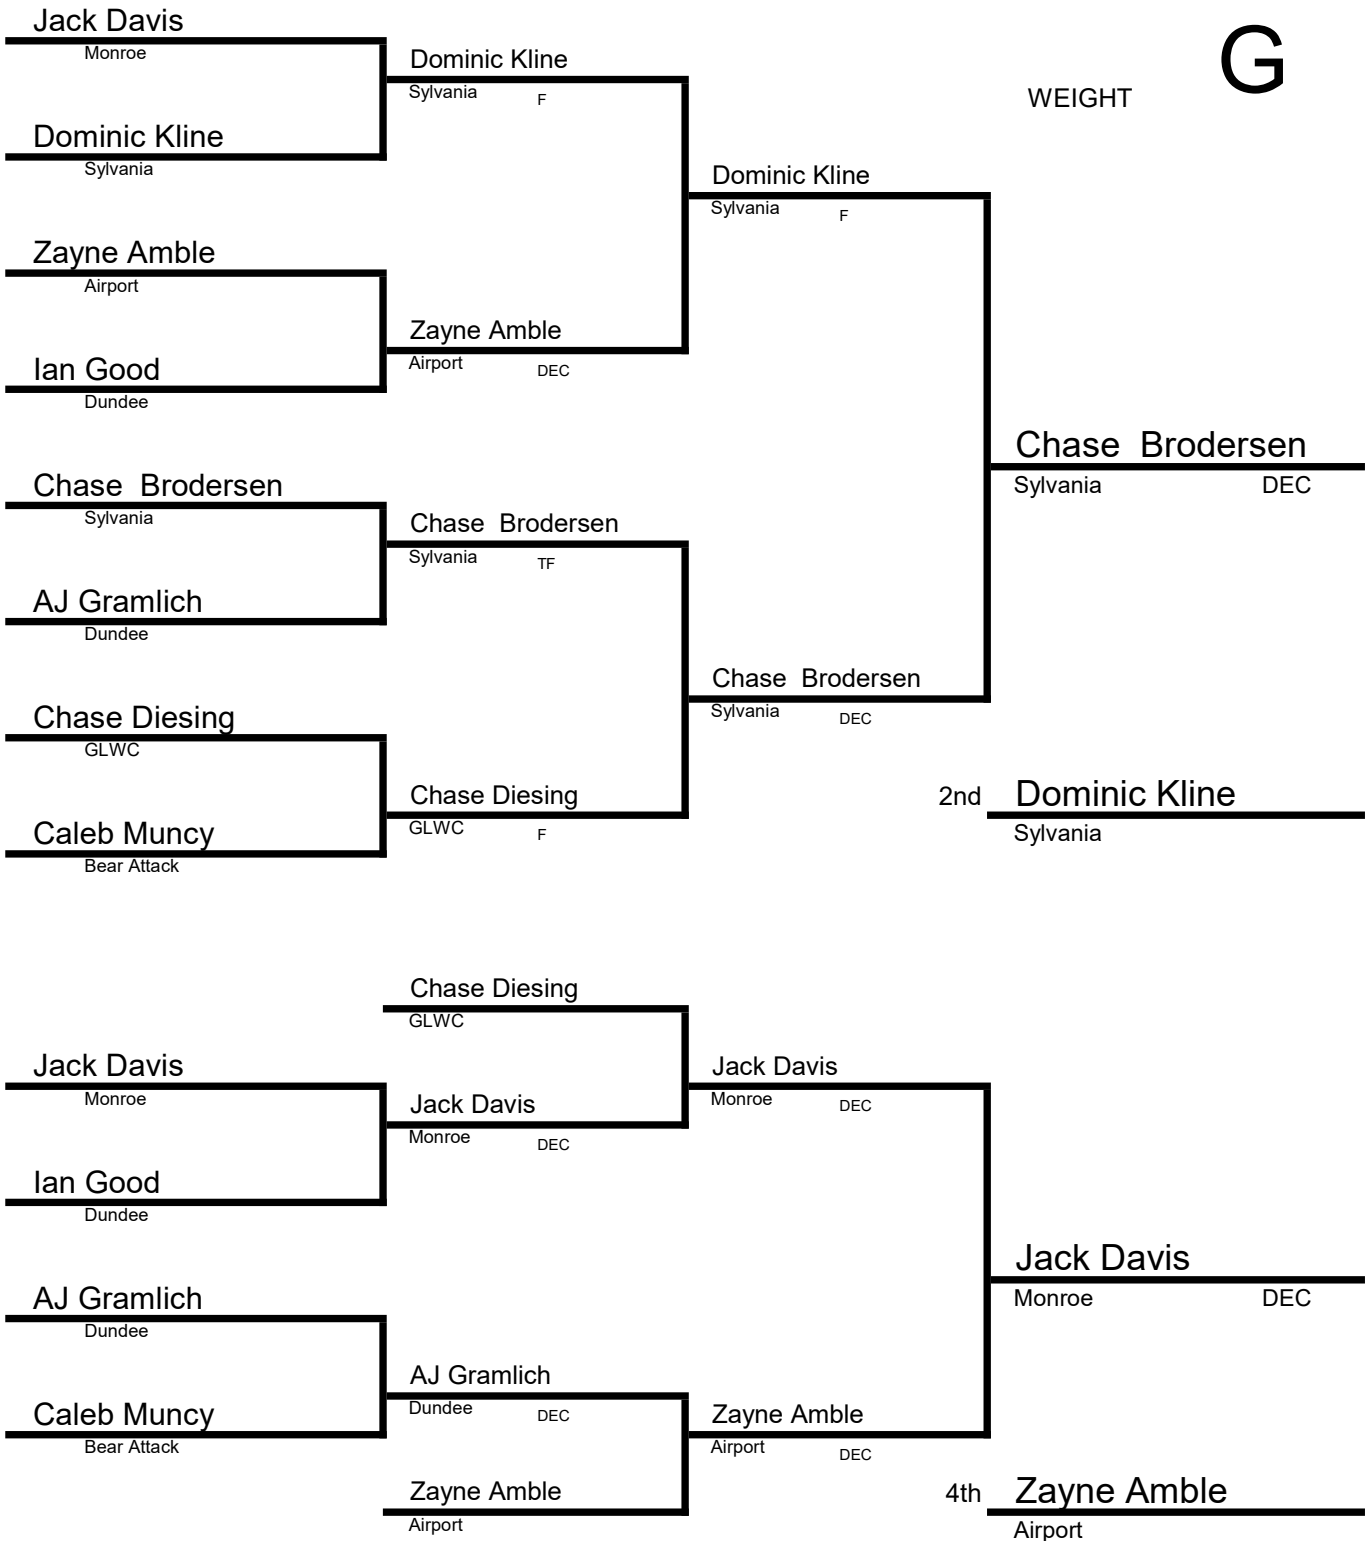 Jack Davis
Monroe
Dominic Kline
Sylvania F
G
WEIGHT
Dominic Kline
Sylvania
Dominic Kline
Sylvania F
Zayne Amble
Airport
Zayne Amble
Airport DEC
Ian Good
Dundee
Chase  Brodersen
Sylvania DEC
Chase  Brodersen
Sylvania
Chase  Brodersen
Sylvania TF
AJ Gramlich
Dundee
Chase  Brodersen
Sylvania DEC
Chase Diesing
GLWC
Chase Diesing
GLWC F
2nd Dominic Kline
Sylvania
Caleb Muncy
Bear Attack
Chase Diesing
GLWC
Jack Davis
Monroe
Jack Davis
Monroe DEC
Jack Davis
Monroe DEC
Ian Good
Dundee
Jack Davis
Monroe DEC
AJ Gramlich
Dundee
AJ Gramlich
Dundee DEC
Caleb Muncy
Bear Attack
Zayne Amble
Airport DEC
Zayne Amble
Airport
4th Zayne Amble
Airport